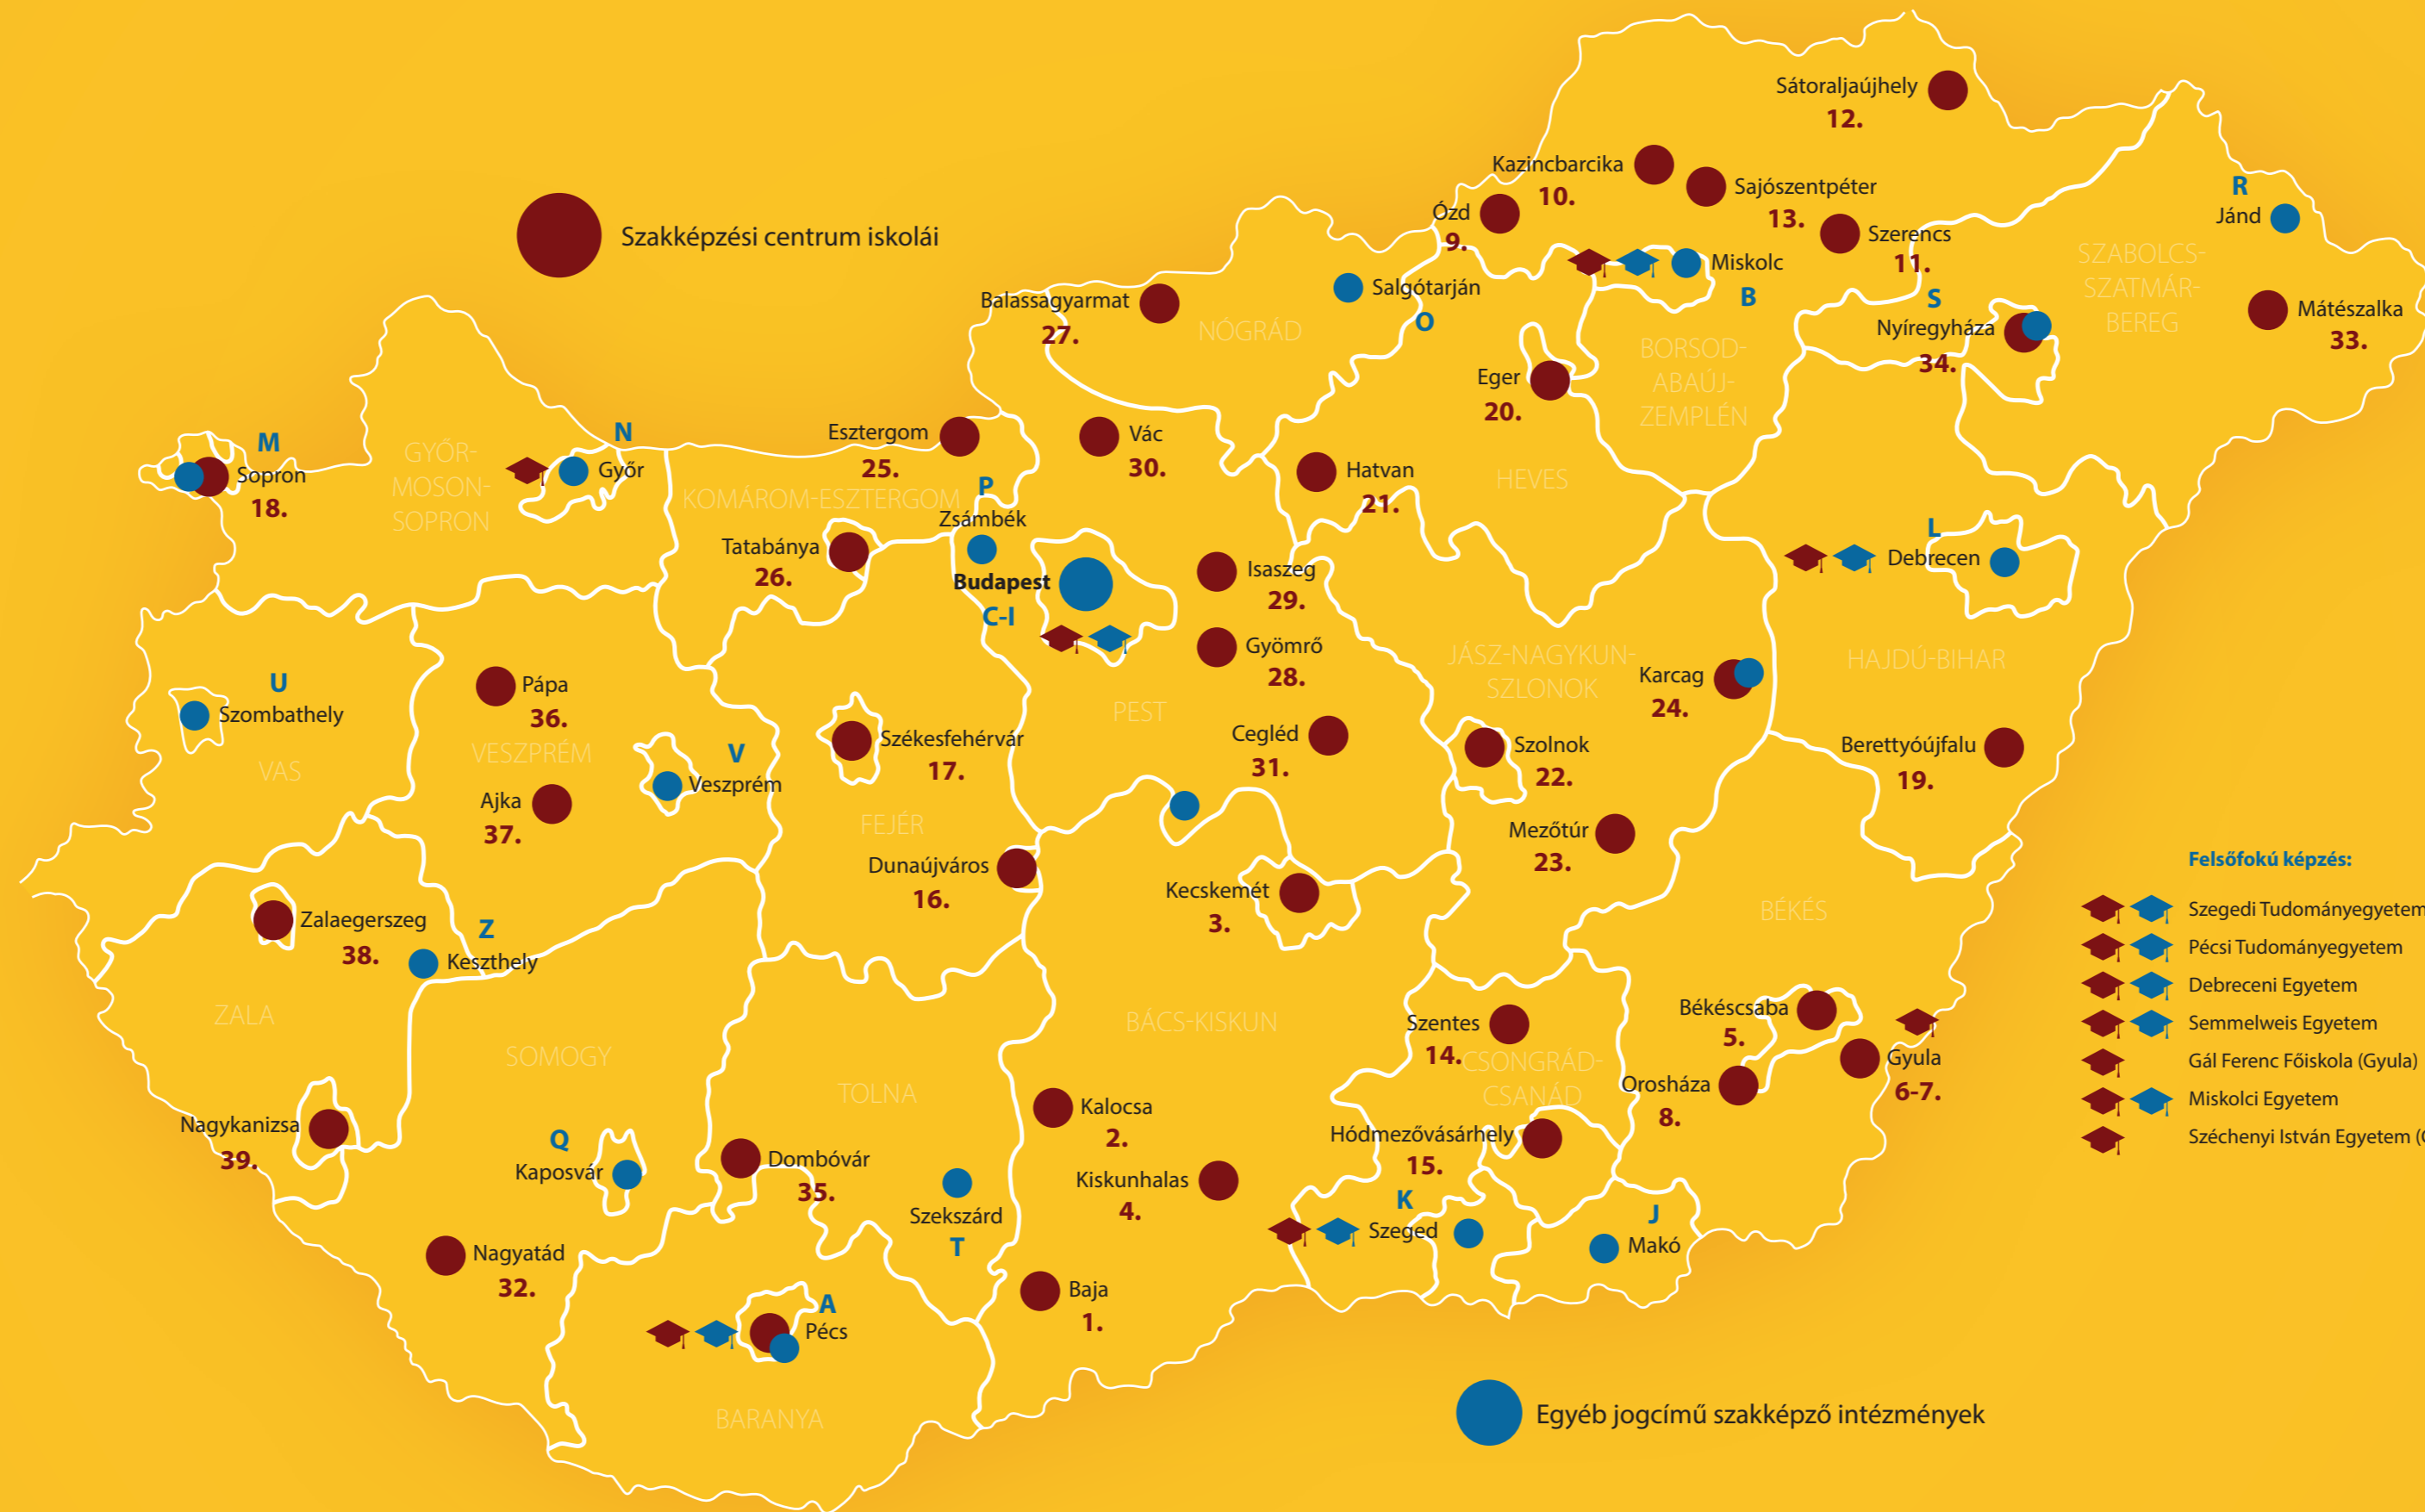 Sátoraljaújhely
12.
Kazincbarcika
10.
Sajószentpéter
13.
Ózd
9.
Szerencs
11.
R
Jánd
Szakképzési centrum iskolái
SZABOLCS-
SZATMÁR-
BEREG
Miskolc
B
Salgótarján
O
Balassagyarmat
27.
NÓGRÁD
S
Nyíregyháza
34.
Mátészalka
33.
BORSOD-
ABAÚJ-
ZEMPLÉN
Eger
20.
M
Sopron
18.
GYŐR-
MOSON-
SOPRON
N
Győr
Esztergom
25.
Vác
30.
Hatvan
21.
HEVES
KOMÁROM-ESZTERGOM
P
Zsámbék
Tatabánya
26.
Budapest
C-I
Isaszeg
29.
L
Debrecen
Gyömrő
28.
JÁSZ-NAGYKUN-
SZLONOK
Karcag
24.
HAJDÚ-BIHAR
U
Szombathely
VAS
Pápa
36.
VESZPRÉM
V
Veszprém
Ajka
37.
Székesfehérvár
17.
FEJÉR
PEST
Cegléd
31.
Szolnok
22.
Berettyóújfalu
19.
Mezőtúr
23.
Dunaújváros
16.
Kecskemét
3.
BÉKÉS
Zalaegerszeg
38.
Z
Keszthely
ZALA
SOMOGY
TOLNA
BÁCS-KISKUN
Szentes
14.
CSONGRÁD-
CSANÁD
Békéscsaba
5.
Gyula
6-7.
Orosháza
8.
Nagykanizsa
39.
Q
Kaposvár
Dombóvár
35.
Kalocsa
2.
Hódmezővásárhely
15.
Kiskunhalas
4.
Szekszárd
T
K
Szeged
J
Makó
Nagyatád
32.
A
Pécs
Baja
1.
BARANYA
Felsőfokú képzés:
Szegedi Tudományegyetem
Pécsi Tudományegyetem
Debreceni Egyetem
Semmelweis Egyetem
Gál Ferenc Főiskola (Gyula)
Miskolci Egyetem
Széchenyi István Egyetem
Egyéb jogcímű szakképző intézmények